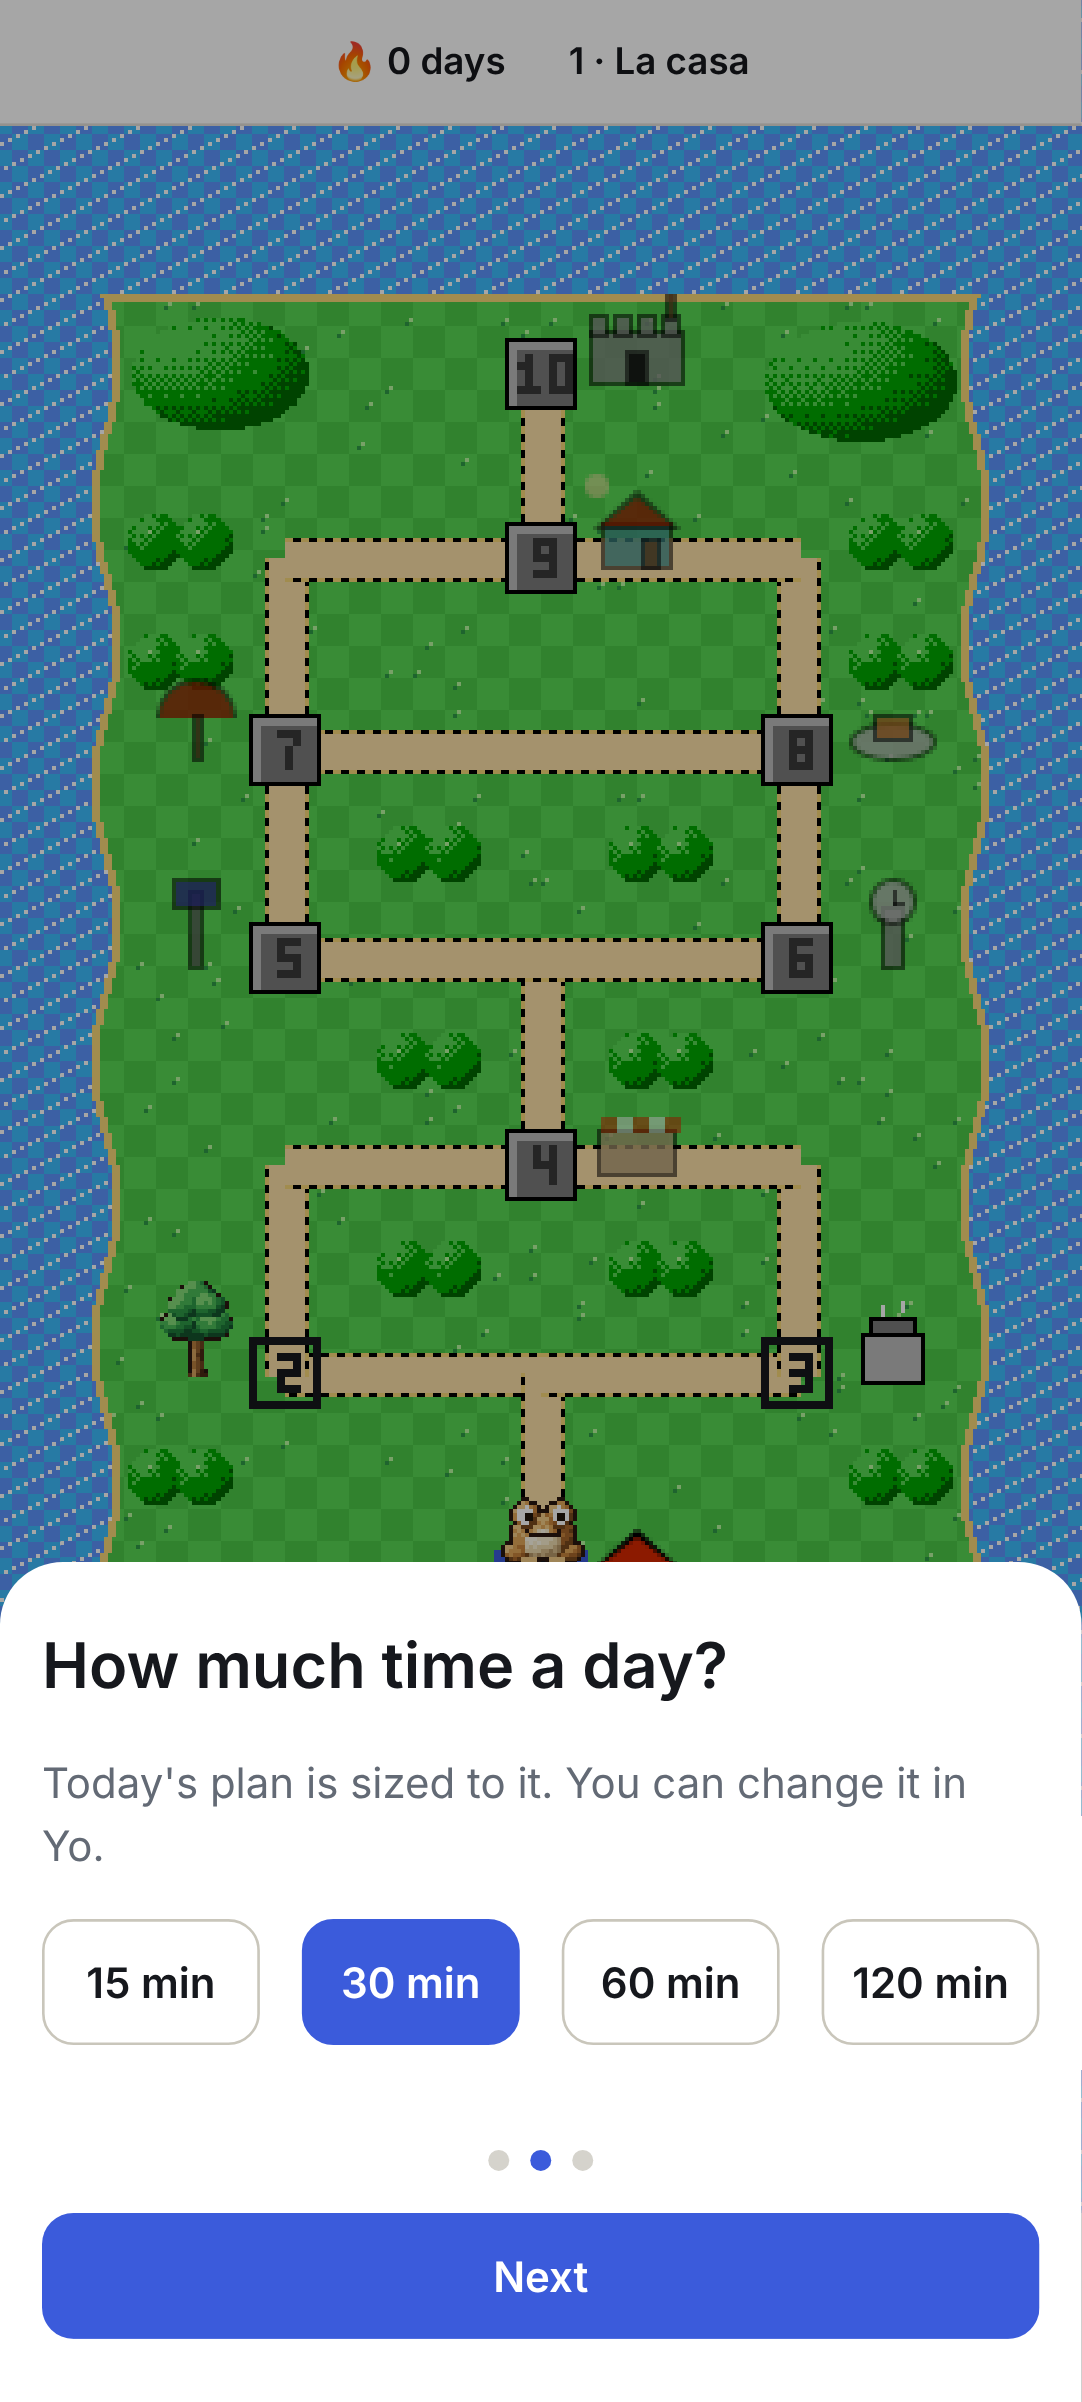 🔥 0 days 1 · La casa
10
9
7 8
5 6
4
2 3
How much time a day?
Today's plan is sized to it. You can change it in
Yo.
15 min 30 min 60 min 120 min
Next